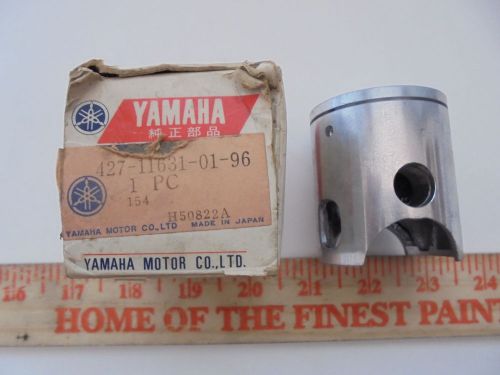 YAMAHA
純正部品
427-11631-01-96
1 PC
154
H50822A
YAMAHA MOTOR CO.,LTD MADE IN JAPAN
YAMAHA MOTOR CO.,LTD.
16 17 18 19 20 21 22 23 24
HOME OF THE FINEST PAIN